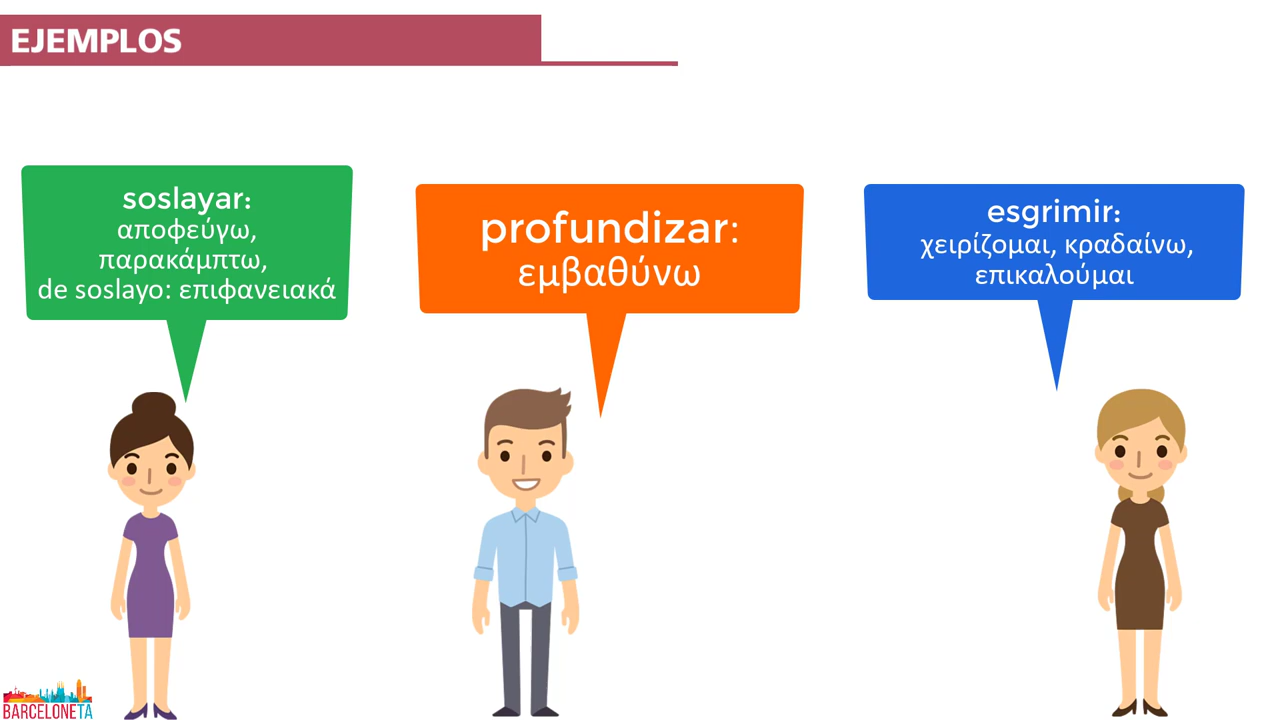 EJEMPLOS
soslayar:
αποφεύγω,
παρακάμπτω,
de soslayo: επιφανειακά
profundizar:
εμβαθύνω
esgrimir:
χειρίζομαι, κραδαίνω,
επικαλούμαι
BARCELONETA